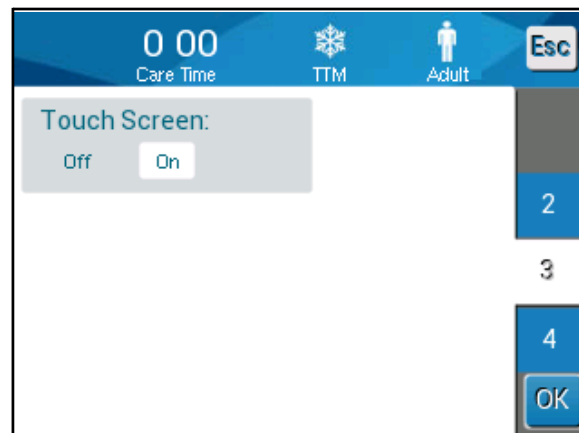 0 00
Care Time
TTM
Adult
Esc
Touch Screen:
Off On
2
3
4
OK